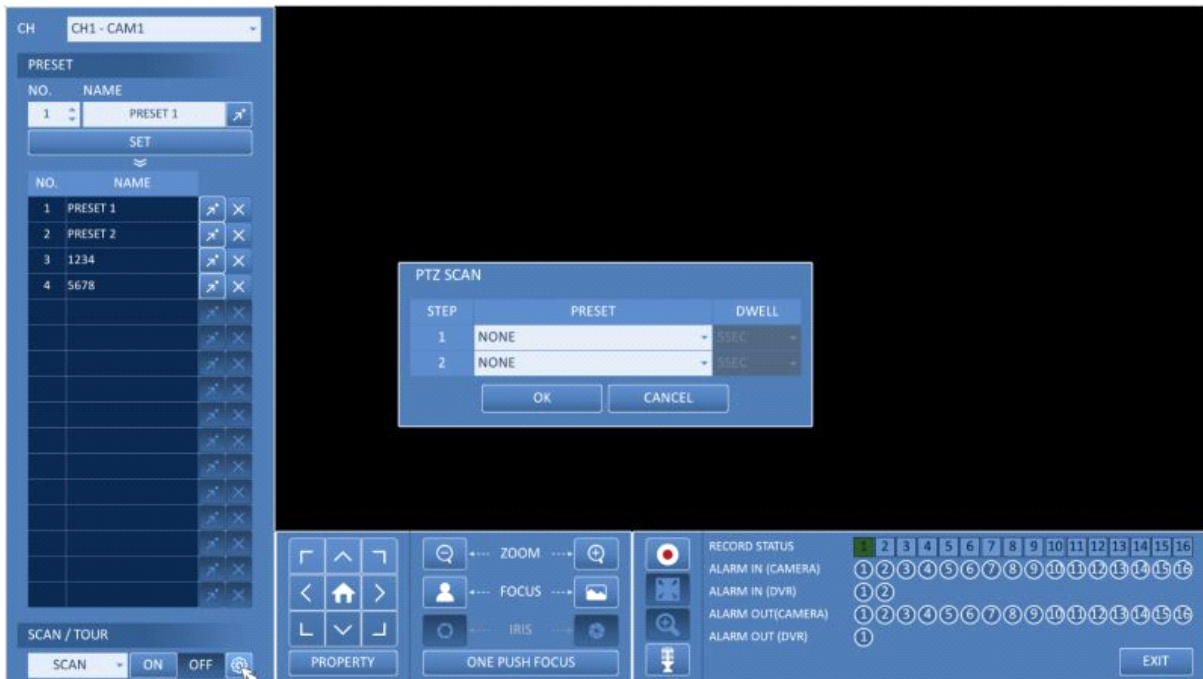 CH CH1 - CAM1
PRESET
NO. NAME
1 PRESET 1
SET
NO. NAME
1 PRESET 1
2 PRESET 2
3 1234
4 5678
SCAN / TOUR
SCAN ON OFF
PTZ SCAN
STEP PRESET DWELL
1 NONE 5SEC
2 NONE 5SEC
OK CANCEL
PROPERTY
ZOOM
FOCUS
IRIS
ONE PUSH FOCUS
RECORD STATUS 1 2 3 4 5 6 7 8 9 10 11 12 13 14 15 16
ALARM IN (CAMERA) 1 2 3 4 5 6 7 8 9 10 11 12 13 14 15 16
ALARM IN (DVR) 1 2
ALARM OUT(CAMERA) 1 2 3 4 5 6 7 8 9 10 11 12 13 14 15 16
ALARM OUT (DVR) 1
EXIT